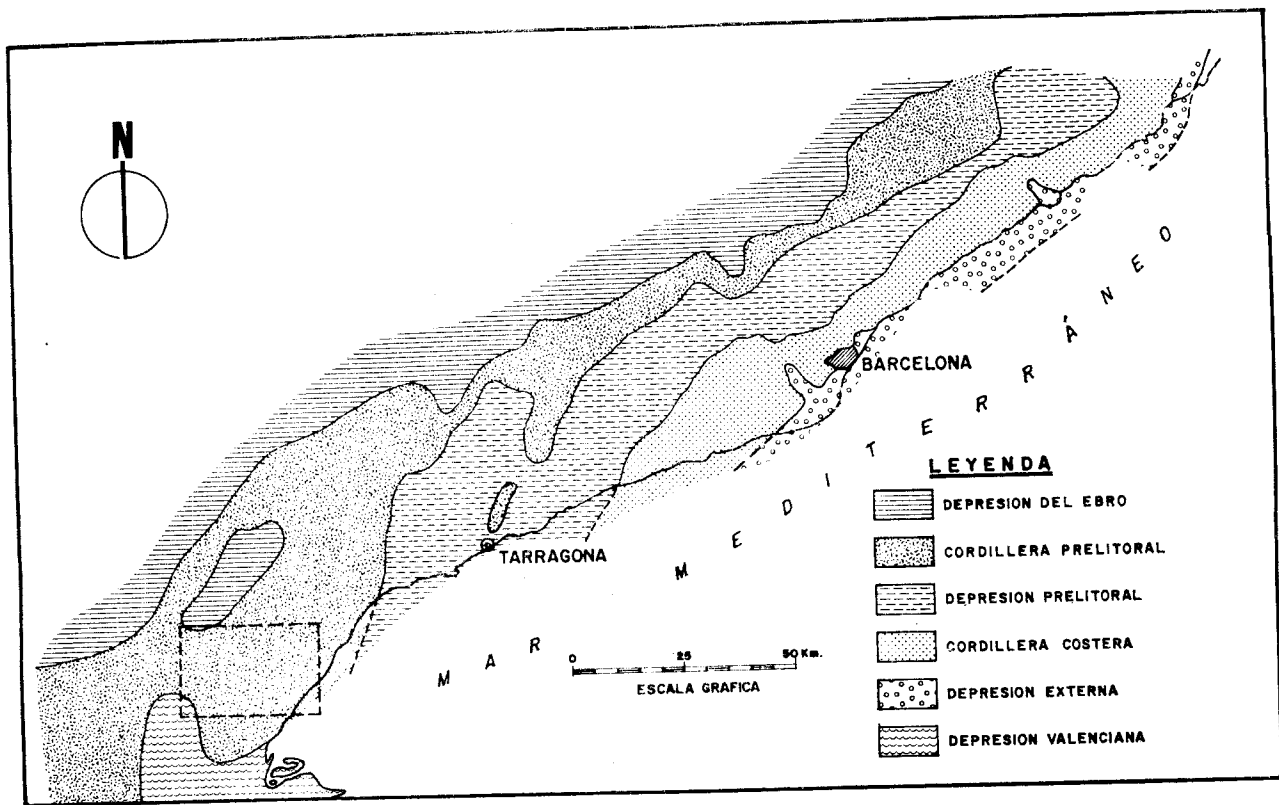 N
BARCELONA
TARRAGONA
MAR MEDITERRÁNEO
0 25 50 Km.
ESCALA GRAFICA
LEYENDA
DEPRESION DEL EBRO
CORDILLERA PRELITORAL
DEPRESION PRELITORAL
CORDILLERA COSTERA
DEPRESION EXTERNA
DEPRESION VALENCIANA